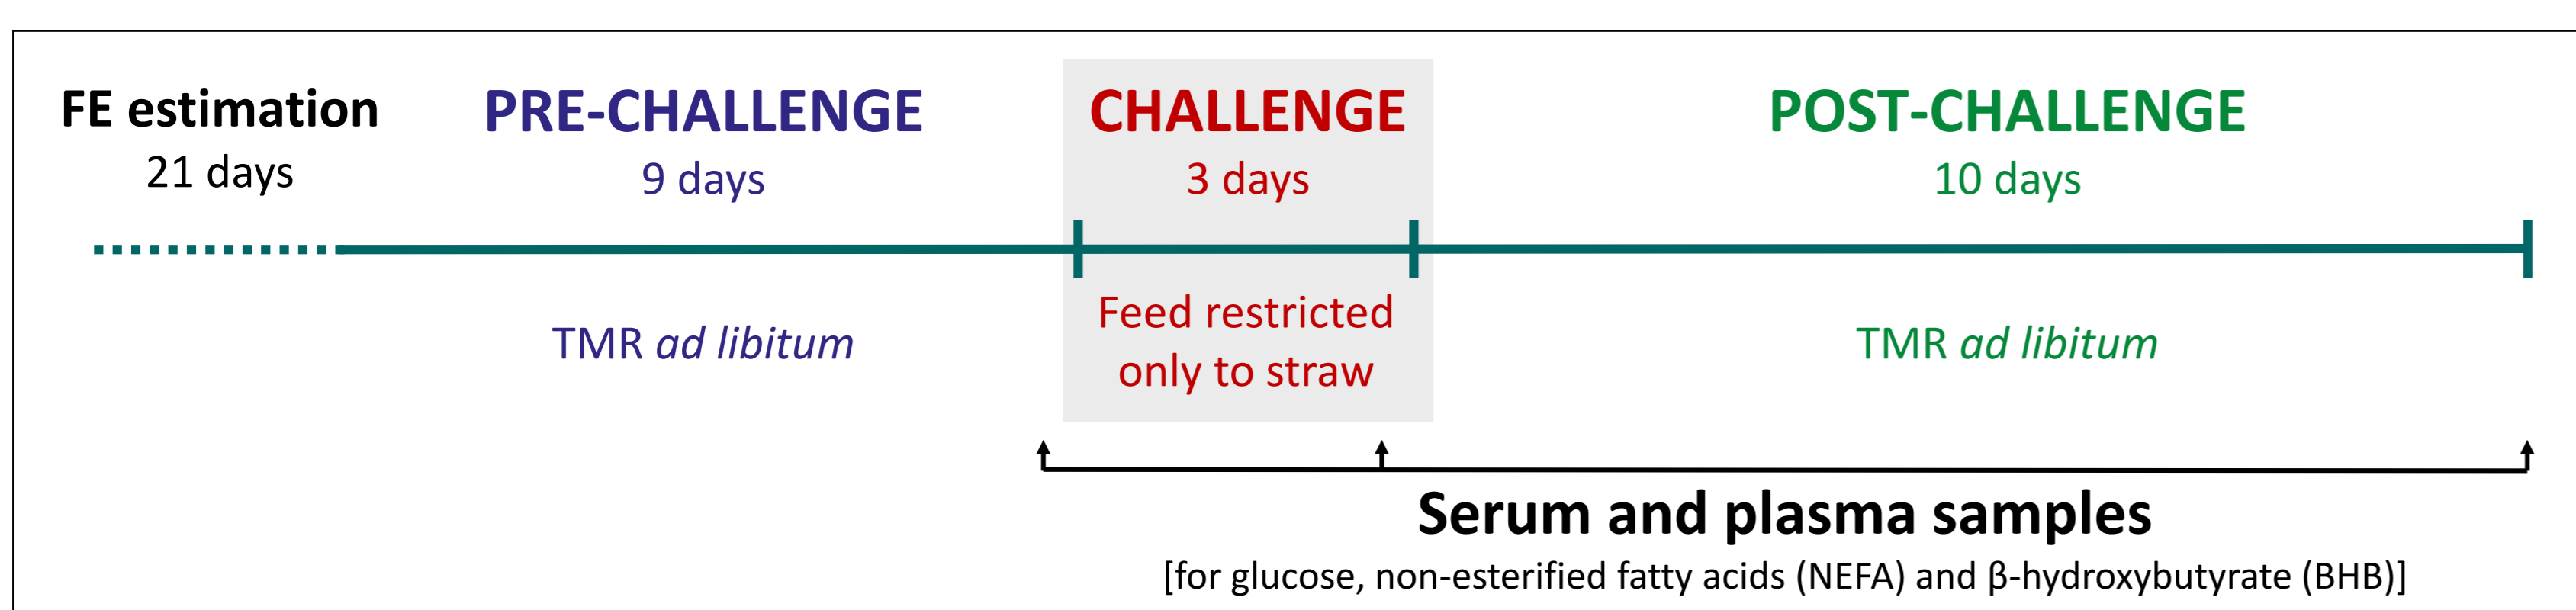 FE estimation
21 days
PRE-CHALLENGE
9 days
CHALLENGE
3 days
POST-CHALLENGE
10 days
TMR ad libitum
Feed restricted
only to straw
TMR ad libitum
Serum and plasma samples
[for glucose, non-esterified fatty acids (NEFA) and β-hydroxybutyrate (BHB)]